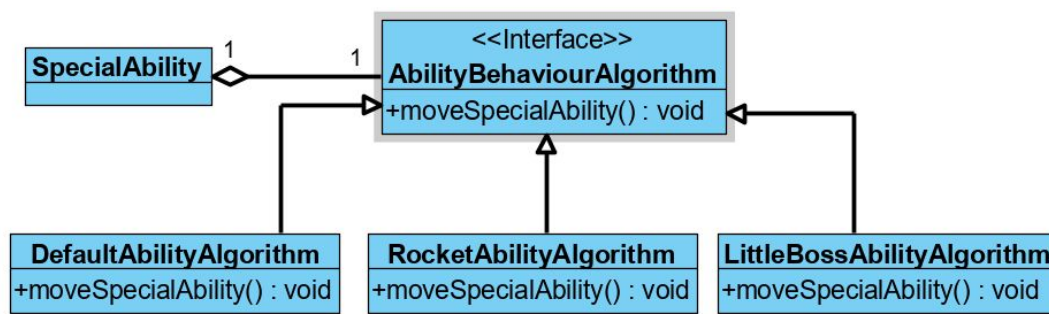 <<Interface>>
SpecialAbility
1
1
AbilityBehaviourAlgorithm
+moveSpecialAbility() : void
DefaultAbilityAlgorithm
+moveSpecialAbility() : void
RocketAbilityAlgorithm
+moveSpecialAbility() : void
LittleBossAbilityAlgorithm
+moveSpecialAbility() : void